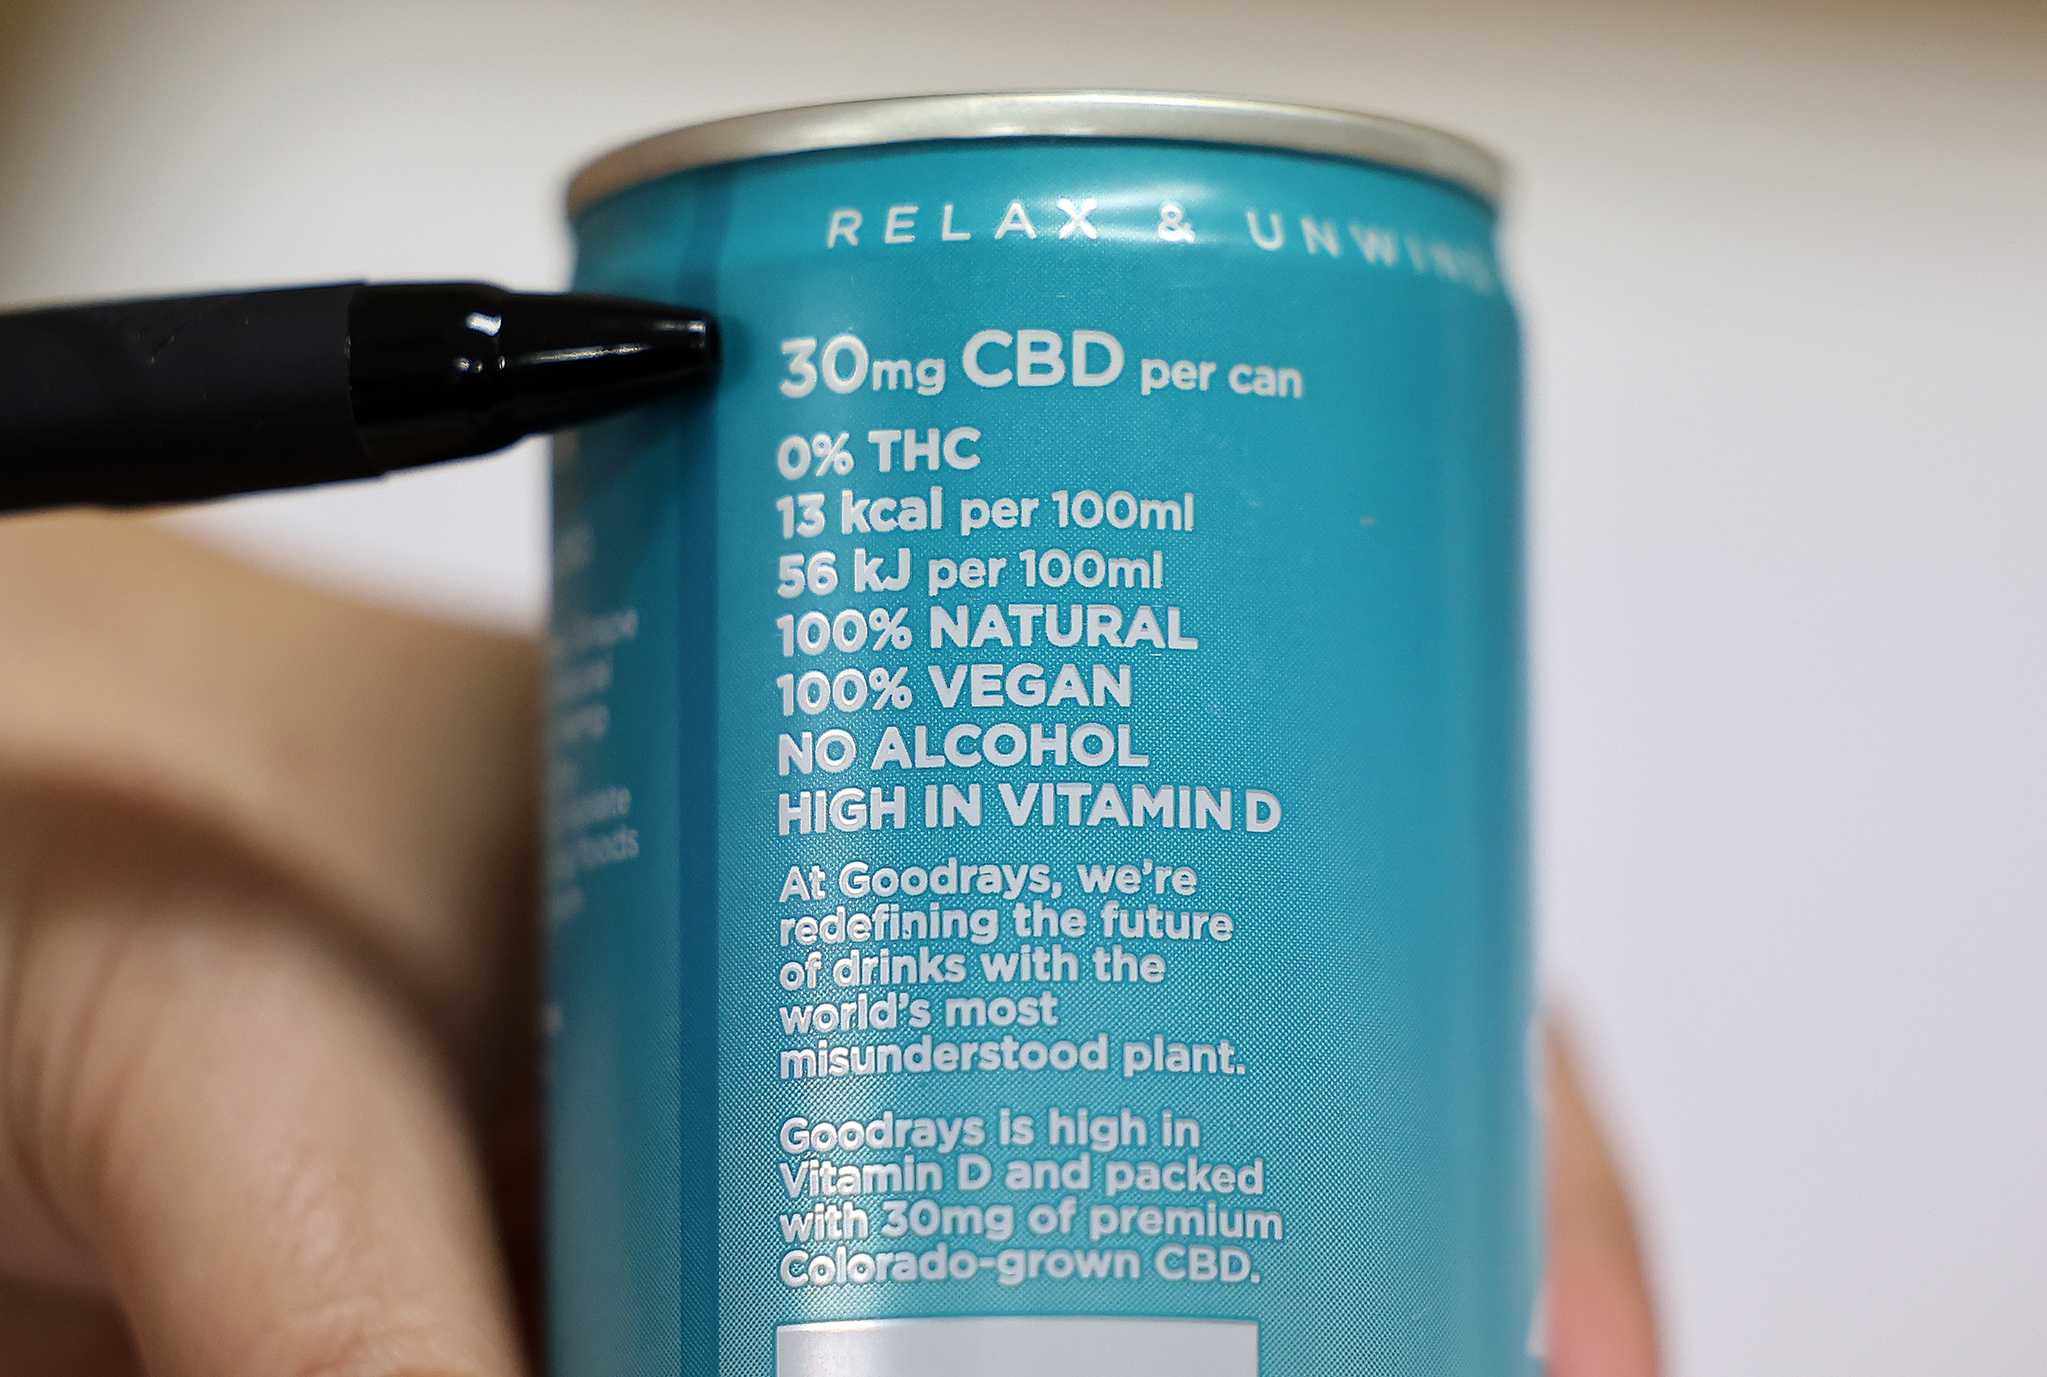 RELAX & UNWIND
30mg CBD per can
0% THC
13 kcal per 100ml
56 kJ per 100ml
100% NATURAL
100% VEGAN
NO ALCOHOL
HIGH IN VITAMIN D
At Goodrays, we're
redefining the future
of drinks with the
world's most
misunderstood plant.
Goodrays is high in
Vitamin D and packed
with 30mg of premium
Colorado-grown CBD.
foods